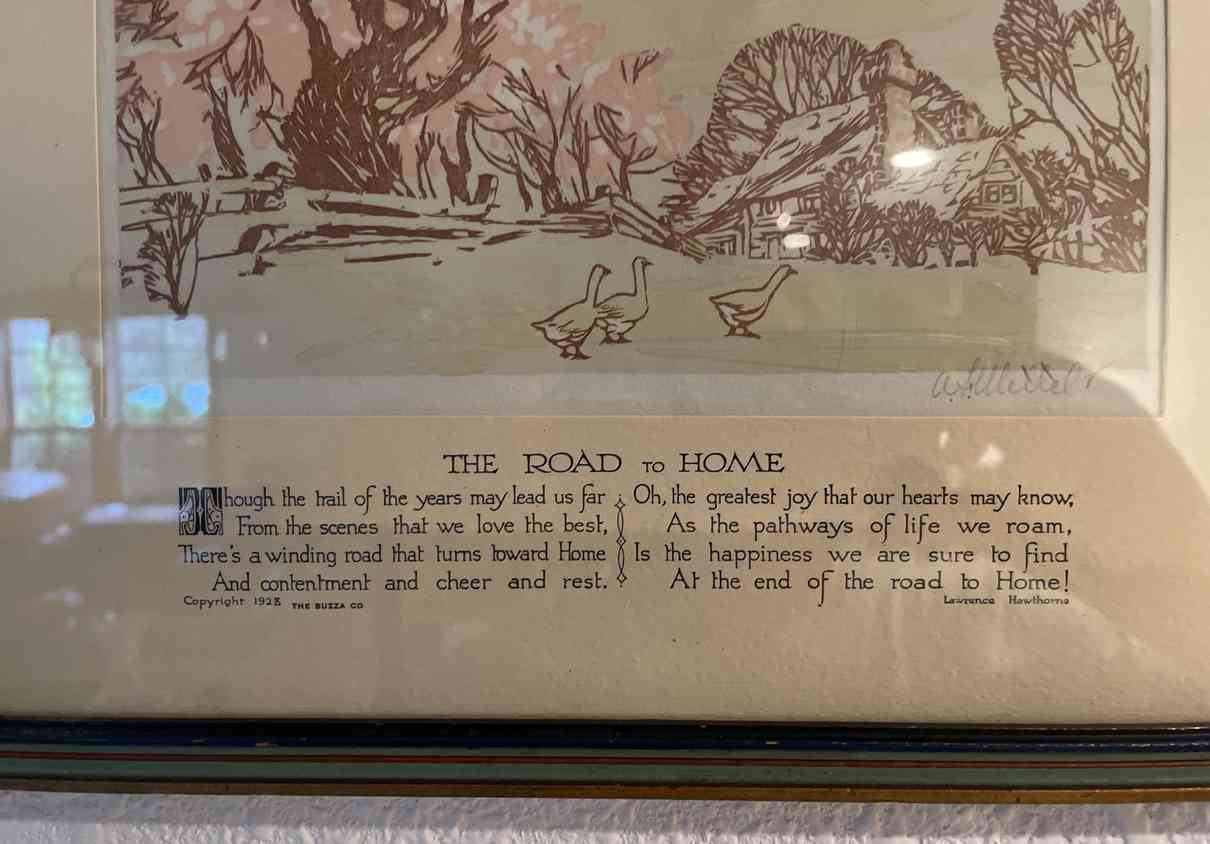 THE ROAD TO HOME
Though the trail of the years may lead us far
From the scenes that we love the best,
There's a winding road that turns toward Home
And contentment and cheer and rest.
Oh, the greatest joy that our hearts may know,
As the pathways of life we roam,
Is the happiness we are sure to find
At the end of the road to Home!
Copyright 1928 THE BUZZA CO
Lawrence Hawthorne